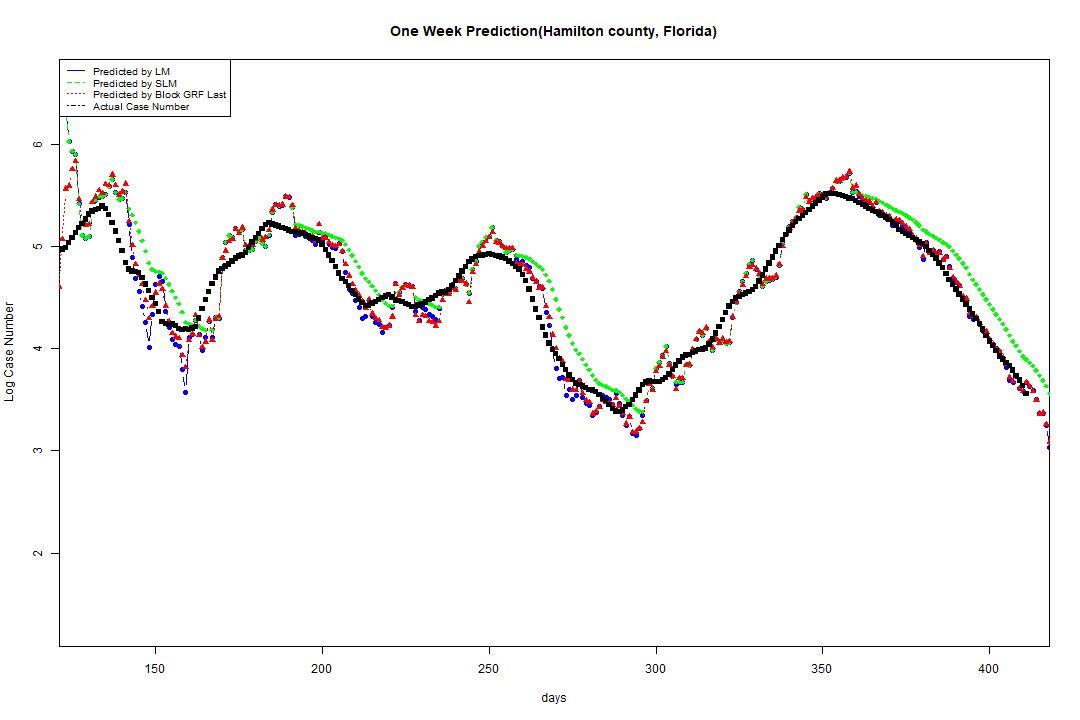 One Week Prediction(Hamilton county, Florida)
Predicted by LM
Predicted by SLM
Predicted by Block GRF Last
Actual Case Number
6
5
4
3
2
Log Case Number
150 200 250 300 350 400
days